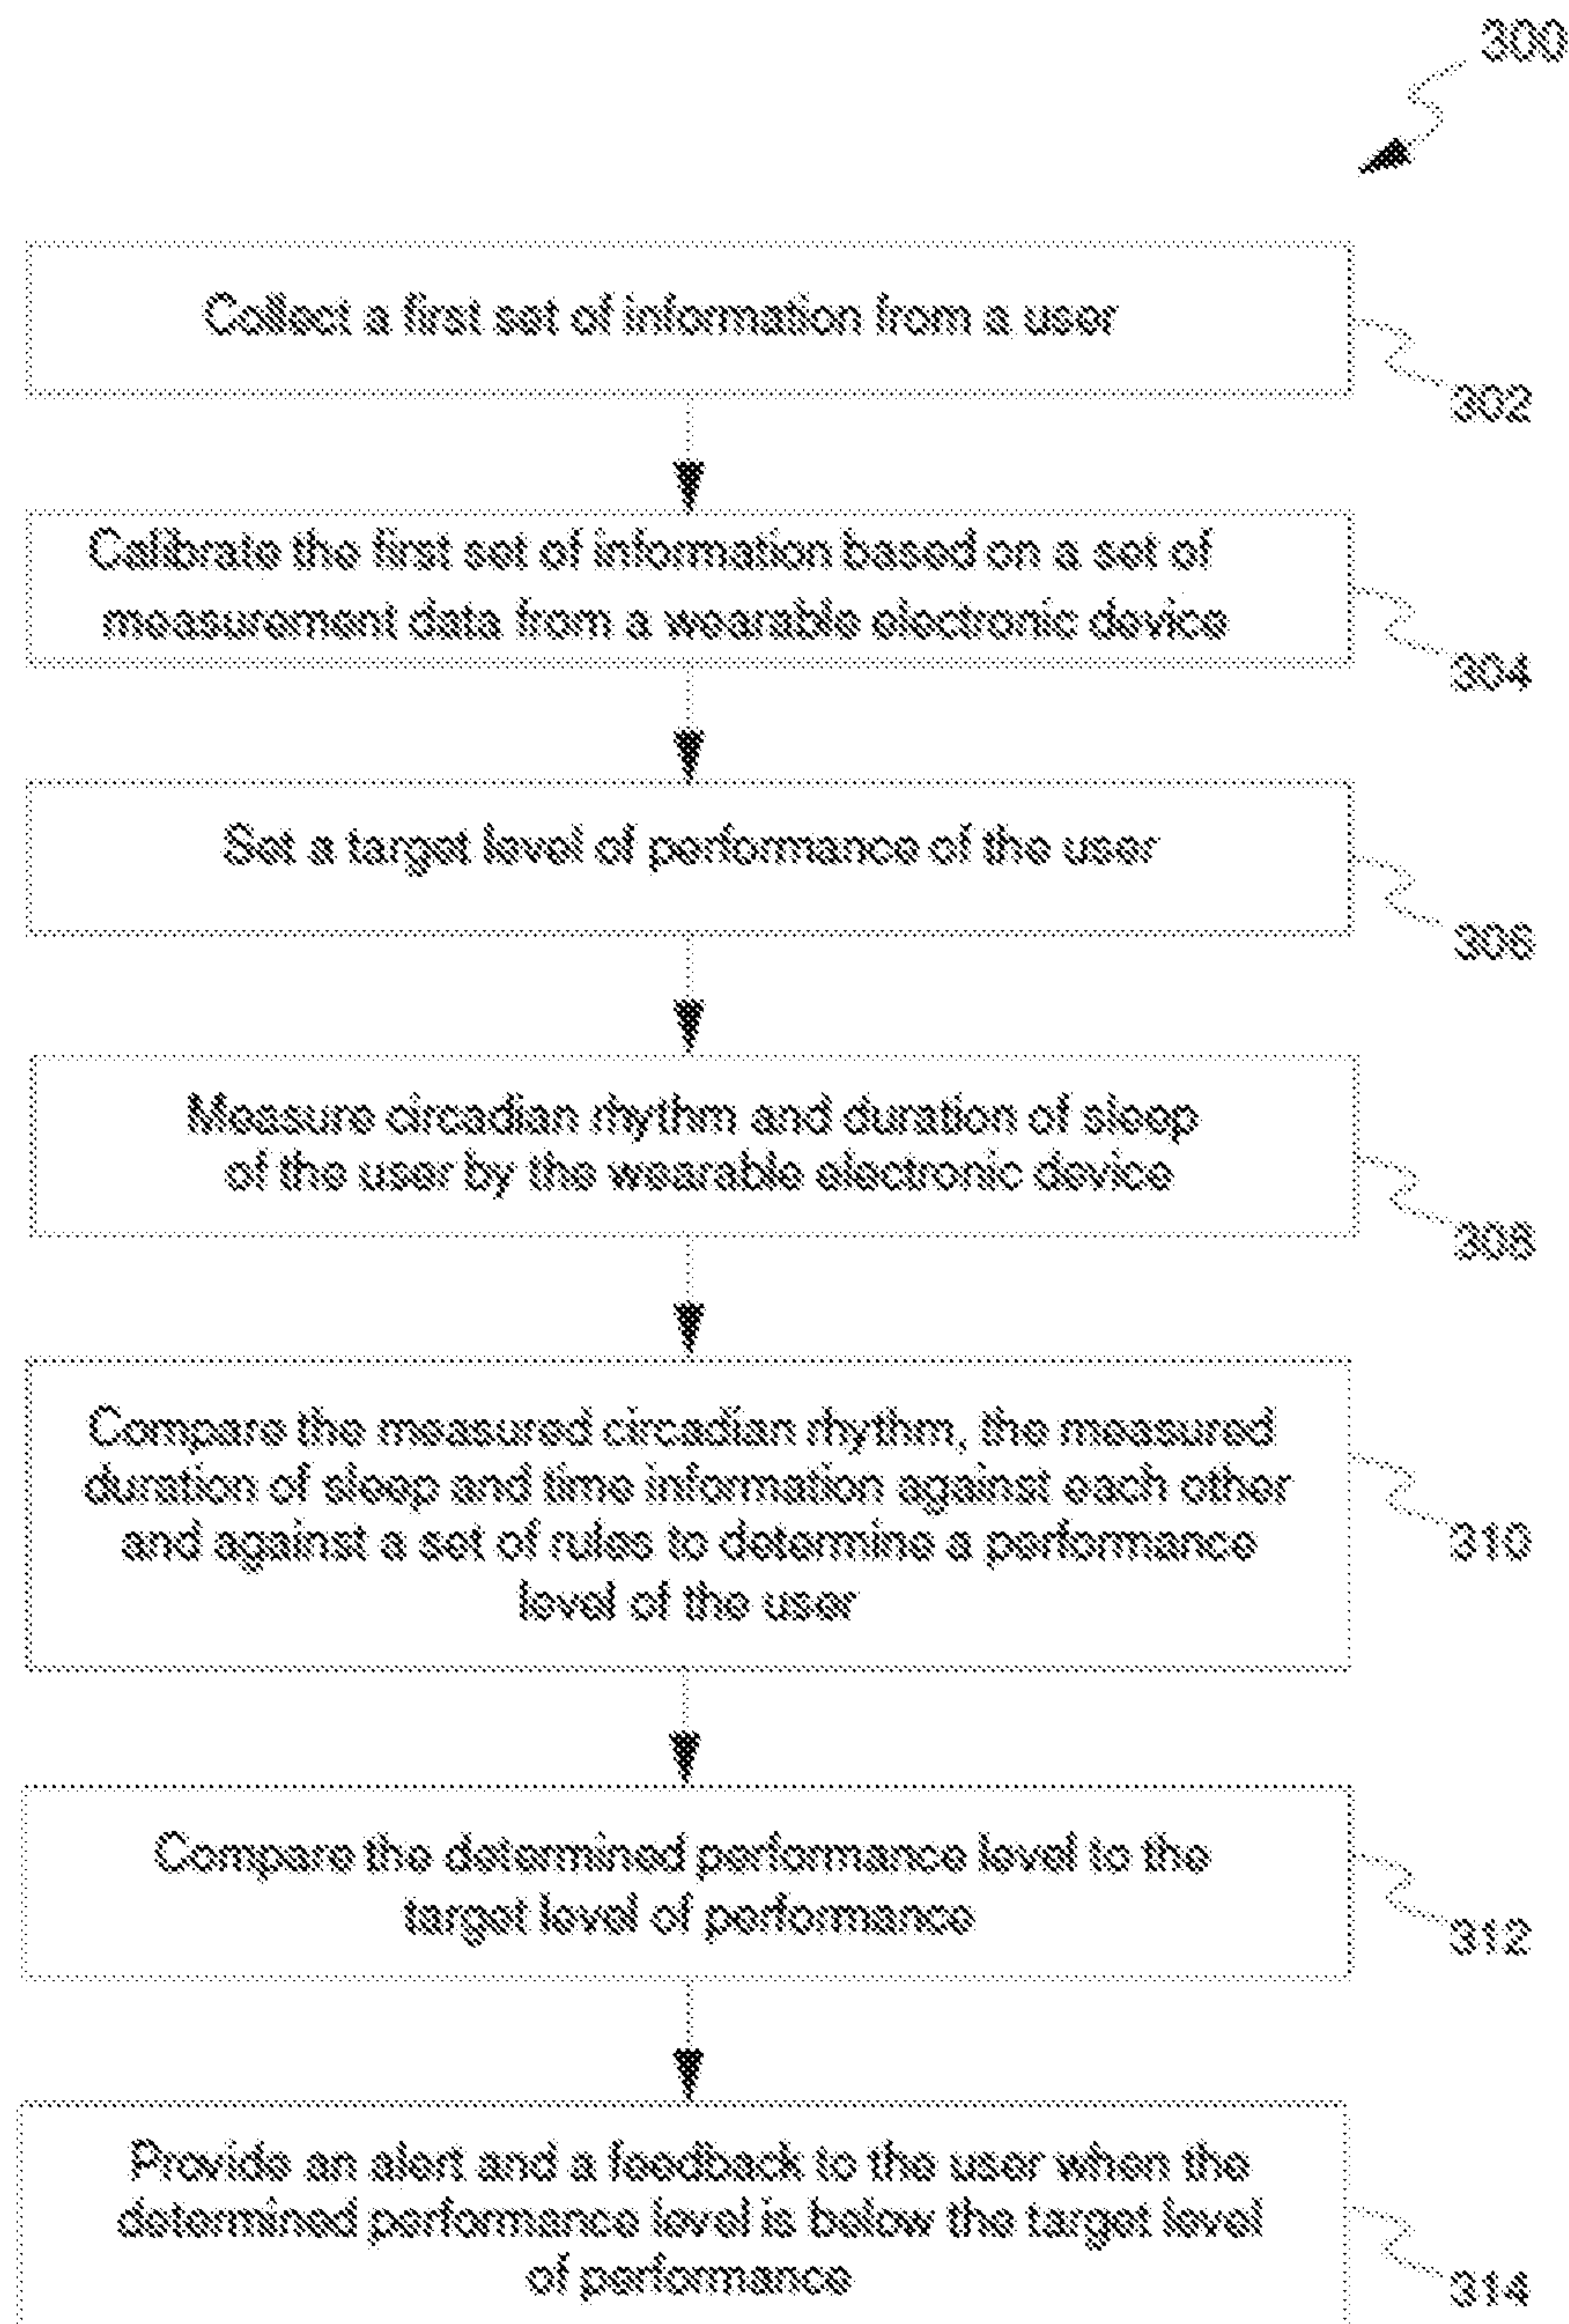 300
Collect a first set of information from a user
302
Calibrate the first set of information based on a set of
measurement data from a wearable electronic device
304
Set a target level of performance of the user
306
Measure circadian rhythm and duration of sleep
of the user by the wearable electronic device
308
Compare the measured circadian rhythm, the measured
duration of sleep and time information against each other
and against a set of rules to determine a performance
level of the user
310
Compare the determined performance level to the
target level of performance
312
Provide an alert and a feedback to the user when the
determined performance level is below the target level
of performance
314